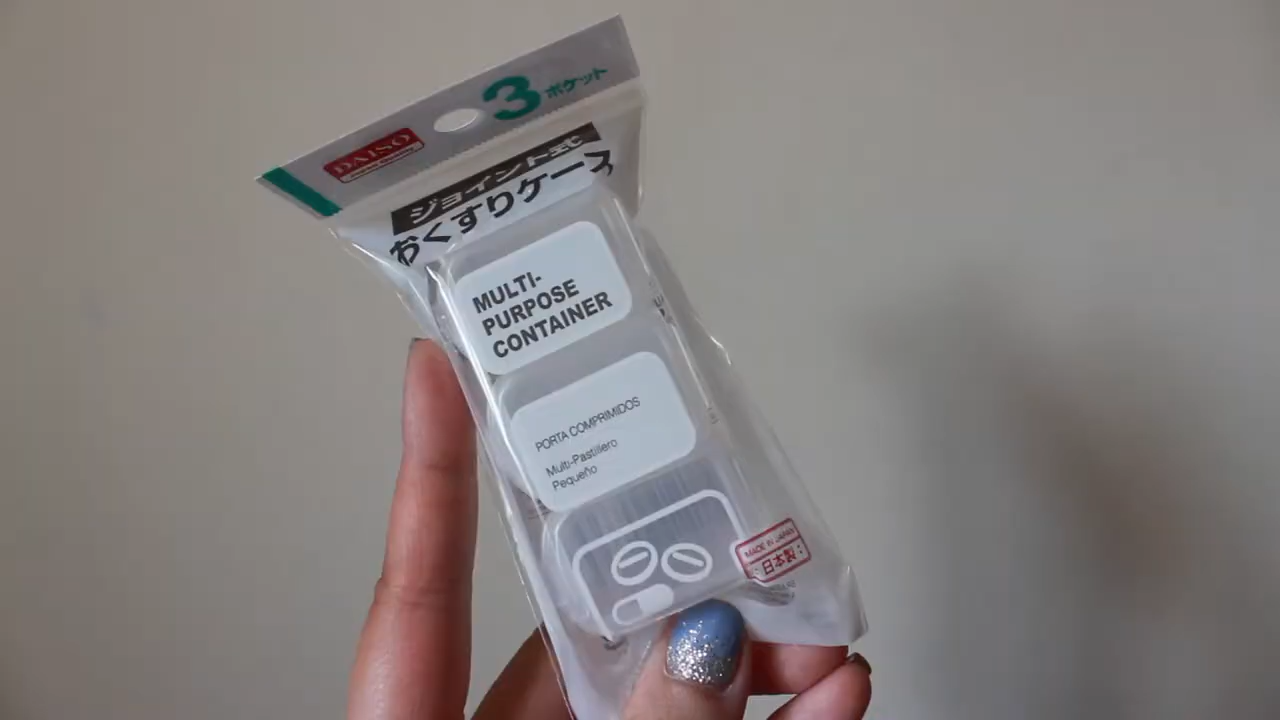 3 ポケット
DAISO
ジョイント式
おくすりケース
MULTI-
PURPOSE
CONTAINER
PORTA COMPRIMIDOS
Multi-Pastillero
Pequeño
MADE IN JAPAN
日本製